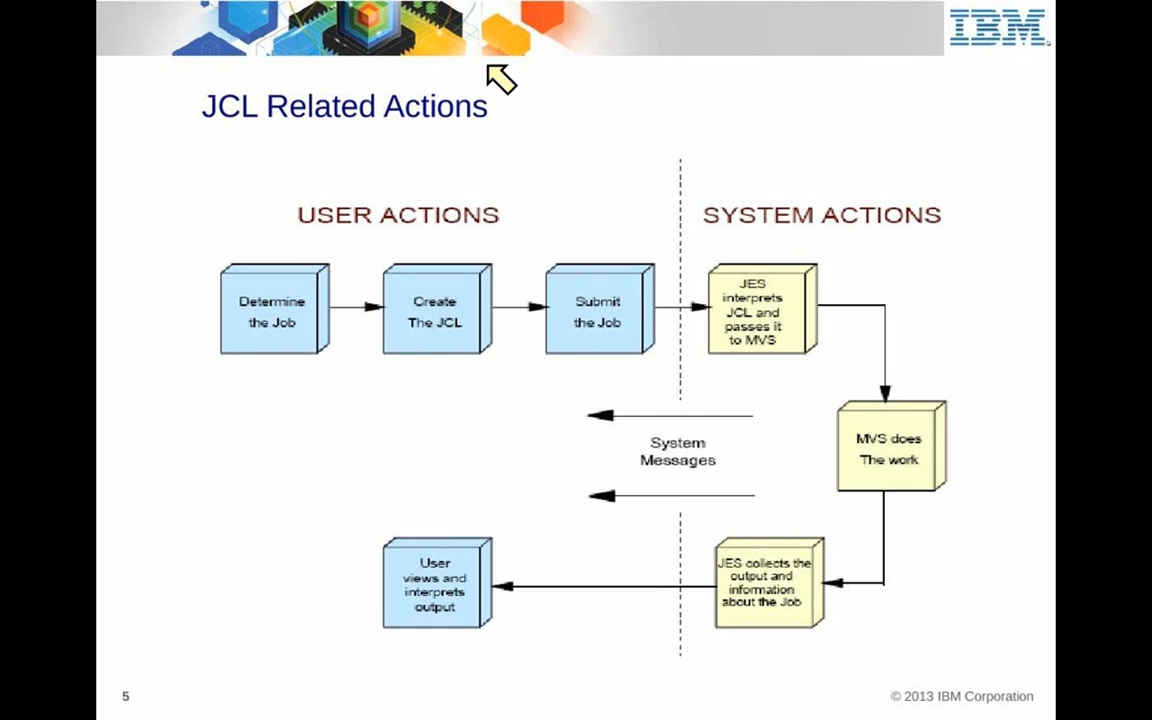 IBM
JCL Related Actions
USER ACTIONS
SYSTEM ACTIONS
Determine
the Job
Create
The JCL
Submit
the Job
JES
interprets
JCL and
passes it
to MVS
MVS does
The work
System
Messages
User
views and
interprets
output
JES collects the
output and
information
about the Job
5
© 2013 IBM Corporation